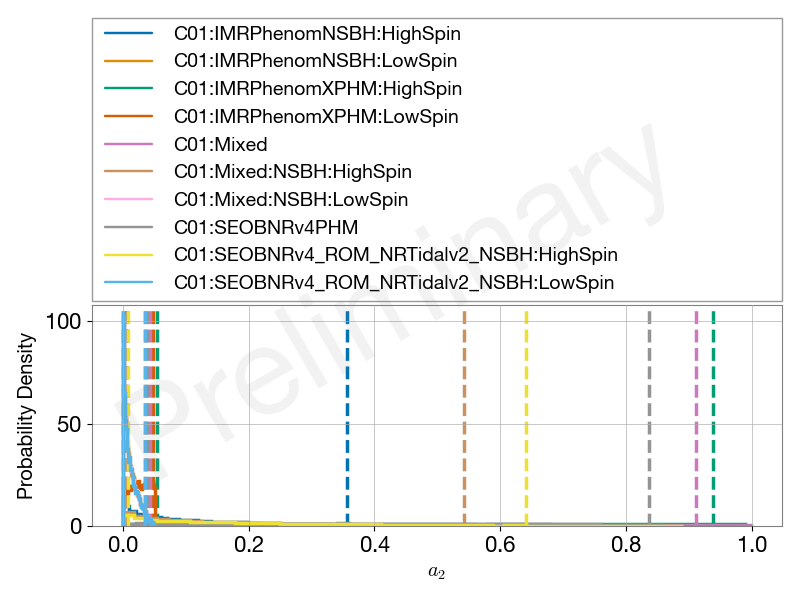 C01:IMRPhenomNSBH:HighSpin
C01:IMRPhenomNSBH:LowSpin
C01:IMRPhenomXPHM:HighSpin
C01:IMRPhenomXPHM:LowSpin
C01:Mixed
C01:Mixed:NSBH:HighSpin
C01:Mixed:NSBH:LowSpin
C01:SEOBNRv4PHM
C01:SEOBNRv4_ROM_NRTidalv2_NSBH:HighSpin
C01:SEOBNRv4_ROM_NRTidalv2_NSBH:LowSpin
Preliminary
Probability Density
100
50
0
0.0 0.2 0.4 0.6 0.8 1.0
a₂